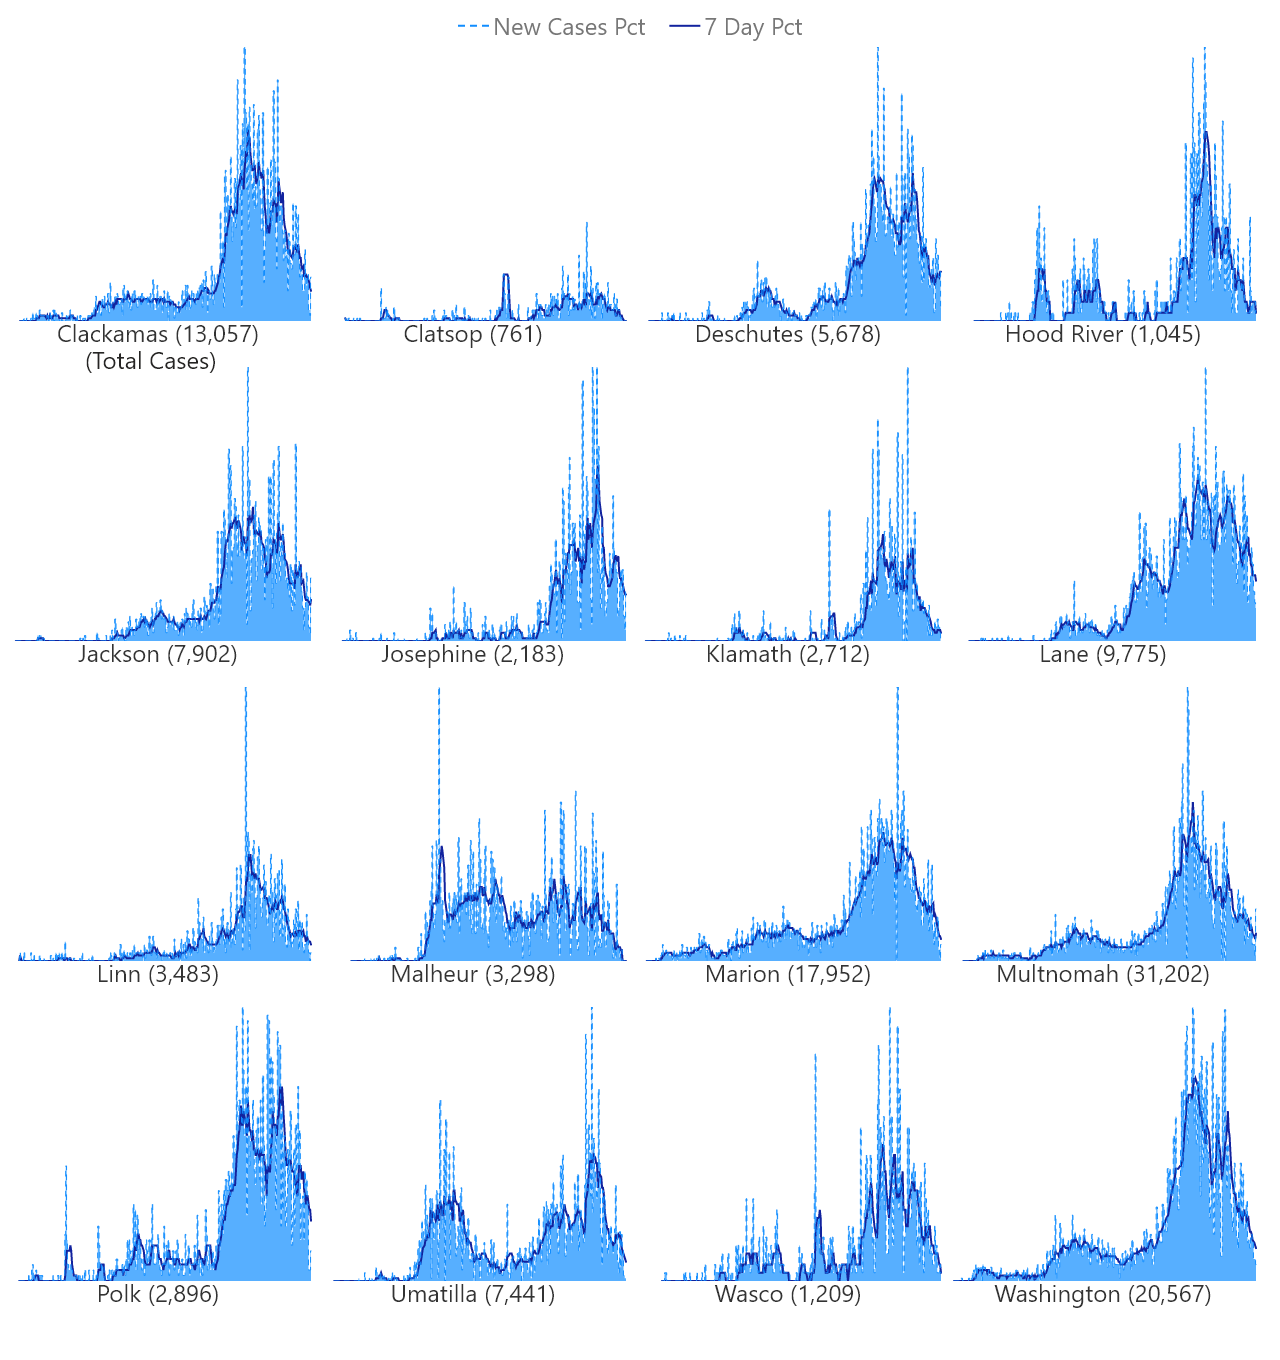 New Cases Pct 7 Day Pct
Clackamas (13,057) Clatsop (761) Deschutes (5,678) Hood River (1,045)
(Total Cases)
Jackson (7,902) Josephine (2,183) Klamath (2,712) Lane (9,775)
Linn (3,483) Malheur (3,298) Marion (17,952) Multnomah (31,202)
Polk (2,896) Umatilla (7,441) Wasco (1,209) Washington (20,567)